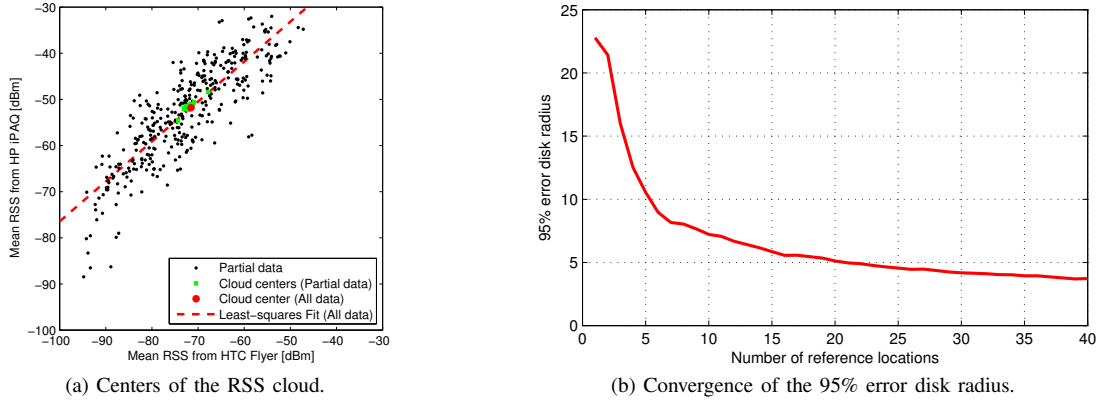 −30
−40
−50
−60
−70
−80
−90
−100
Mean RSS from HP iPAQ [dBm]
Partial data
Cloud centers (Partial data)
Cloud center (All data)
Least−squares Fit (All data)
−100 −90 −80 −70 −60 −50 −40 −30
Mean RSS from HTC Flyer [dBm]
(a) Centers of the RSS cloud.
25
20
15
10
5
0
95% error disk radius
0 5 10 15 20 25 30 35 40
Number of reference locations
(b) Convergence of the 95% error disk radius.